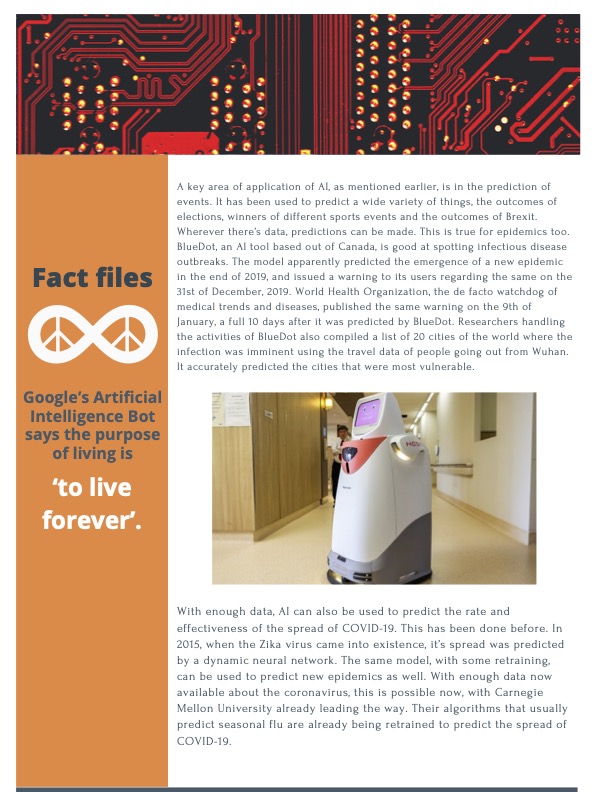 A key area of application of AI, as mentioned earlier, is in the prediction of
events. It has been used to predict a wide variety of things, the outcomes of
elections, winners of different sports events and the outcomes of Brexit.
Wherever there's data, predictions can be made. This is true for epidemics too.
BlueDot, an AI tool based out of Canada, is good at spotting infectious disease
outbreaks. The model apparently predicted the emergence of a new epidemic
in the end of 2019, and issued a warning to its users regarding the same on the
31st of December, 2019. World Health Organization, the de facto watchdog of
medical trends and diseases, published the same warning on the 9th of
January, a full 10 days after it was predicted by BlueDot. Researchers handling
the activities of BlueDot also compiled a list of 20 cities of the world where the
infection was imminent using the travel data of people going out from Wuhan.
It accurately predicted the cities that were most vulnerable.
Fact files
Google's Artificial
Intelligence Bot
says the purpose
of living is
'to live
forever'.
With enough data, AI can also be used to predict the rate and
effectiveness of the spread of COVID-19. This has been done before. In
2015, when the Zika virus came into existence, it's spread was predicted
by a dynamic neural network. The same model, with some retraining,
can be used to predict new epidemics as well. With enough data now
available about the coronavirus, this is possible now, with Carnegie
Mellon University already leading the way. Their algorithms that usually
predict seasonal flu are already being retrained to predict the spread of
COVID-19.